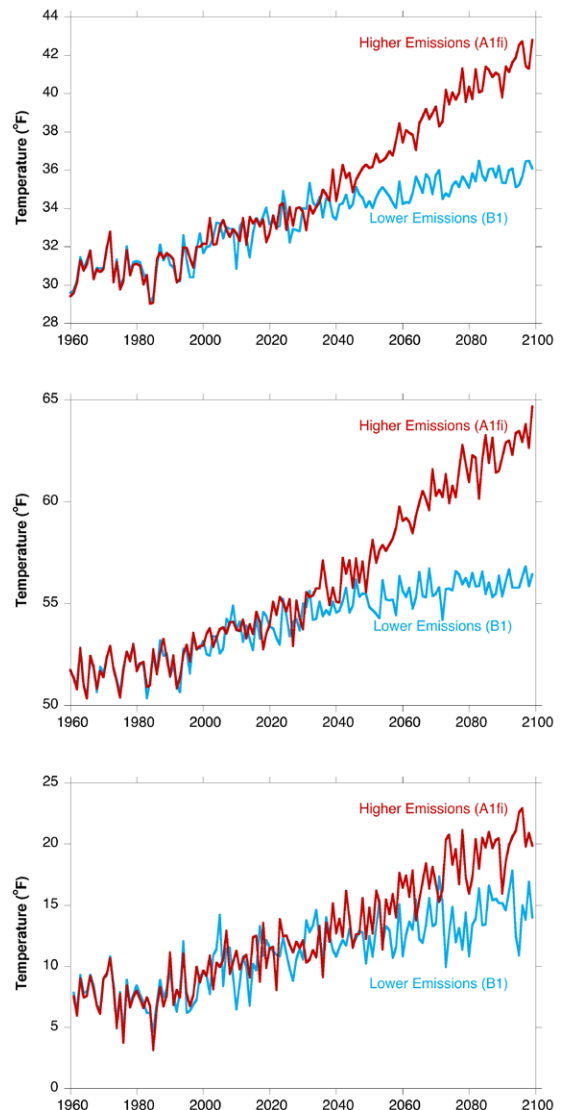 44
42
40
38
36
34
32
30
28
Temperature (°F)
Higher Emissions (A1fi)
Lower Emissions (B1)
1960 1980 2000 2020 2040 2060 2080 2100
65
60
55
50
Temperature (°F)
Higher Emissions (A1fi)
Lower Emissions (B1)
1960 1980 2000 2020 2040 2060 2080 2100
25
20
15
10
5
0
Temperature (°F)
Higher Emissions (A1fi)
Lower Emissions (B1)
1960 1980 2000 2020 2040 2060 2080 2100